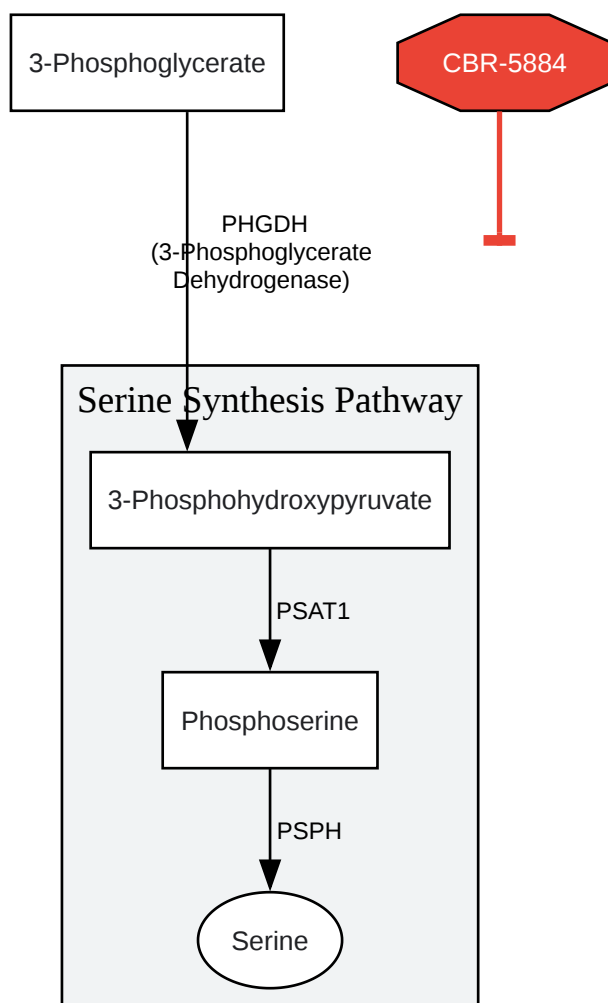 3-Phosphoglycerate
CBR-5884
PHGDH
(3-Phosphoglycerate
Dehydrogenase)
Serine Synthesis Pathway
3-Phosphohydroxypyruvate
PSAT1
Phosphoserine
PSPH
Serine